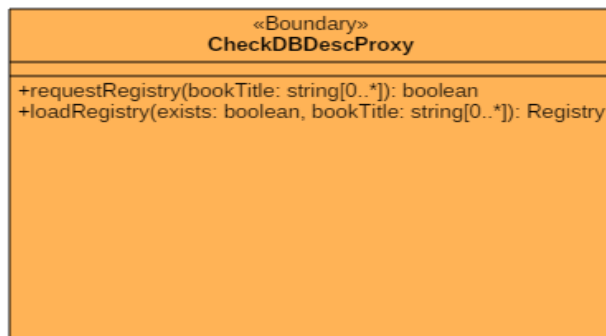 «Boundary»
CheckDBDescProxy
+requestRegistry(bookTitle: string[0..*]): boolean
+loadRegistry(exists: boolean, bookTitle: string[0..*]): Registry